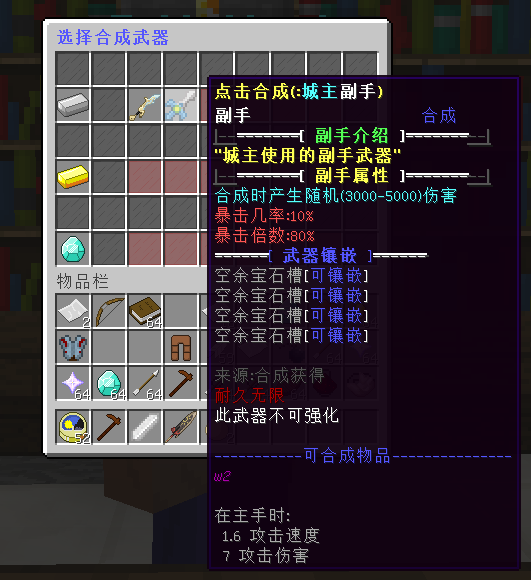 选择合成武器
点击合成(:城主副手)
副手 合成
|__=======[ 副手介绍 ]=======__|
"城主使用的副手武器"
|__=======[ 副手属性 ]=======__|
合成时产生随机(3000-5000)伤害
暴击几率:10%
暴击倍数:80%
======[ 武器镶嵌 ]======
空余宝石槽[可镶嵌]
空余宝石槽[可镶嵌]
空余宝石槽[可镶嵌]
空余宝石槽[可镶嵌]
来源:合成获得
耐久无限
此武器不可强化
-----------可合成物品---------------
w2
在主手时:
1.6 攻击速度
7 攻击伤害
物品栏
2
64
64
64
64
52